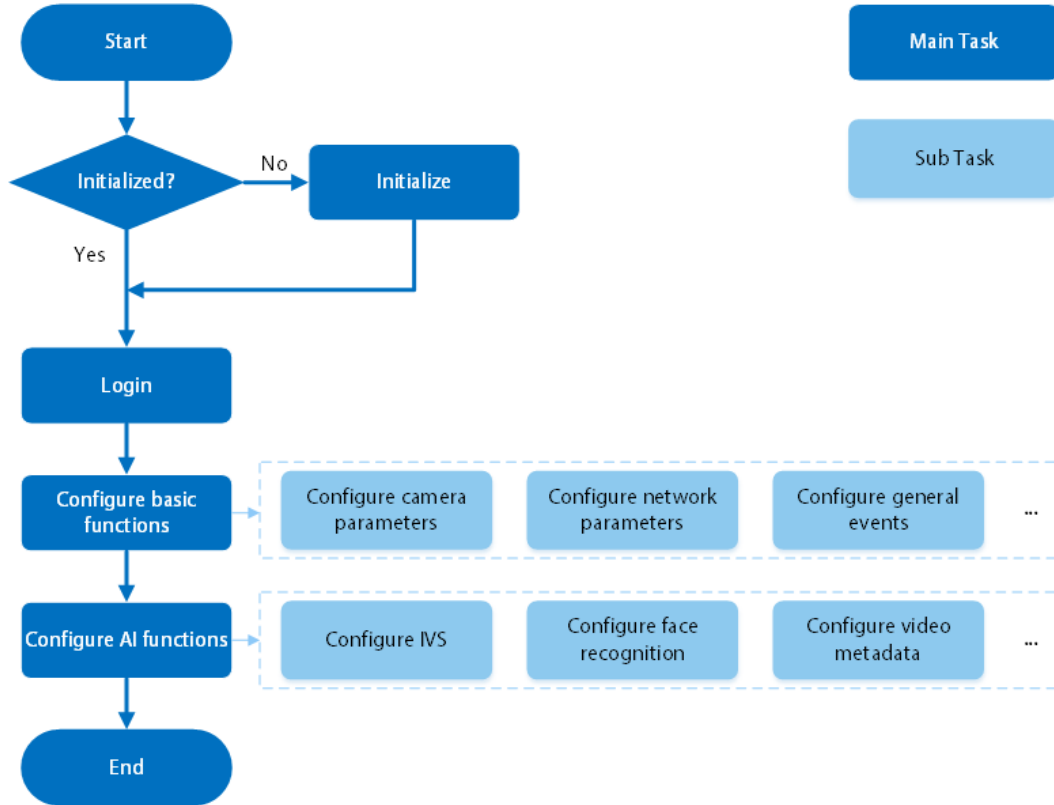 Start
Main Task
Sub Task
Initialized?
No
Initialize
Yes
Login
Configure basic
functions
Configure camera
parameters
Configure network
parameters
Configure general
events
...
Configure AI functions
Configure IVS
Configure face
recognition
Configure video
metadata
...
End